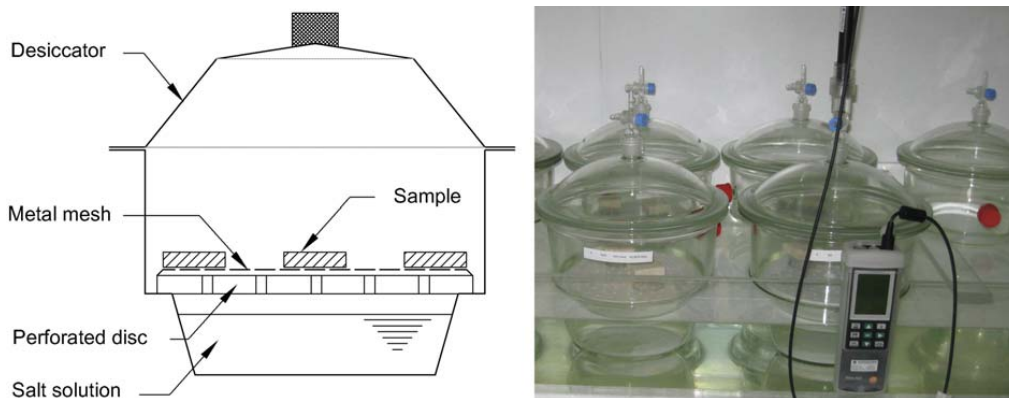 Desiccator
Sample
Metal mesh
Perforated disc
Salt solution